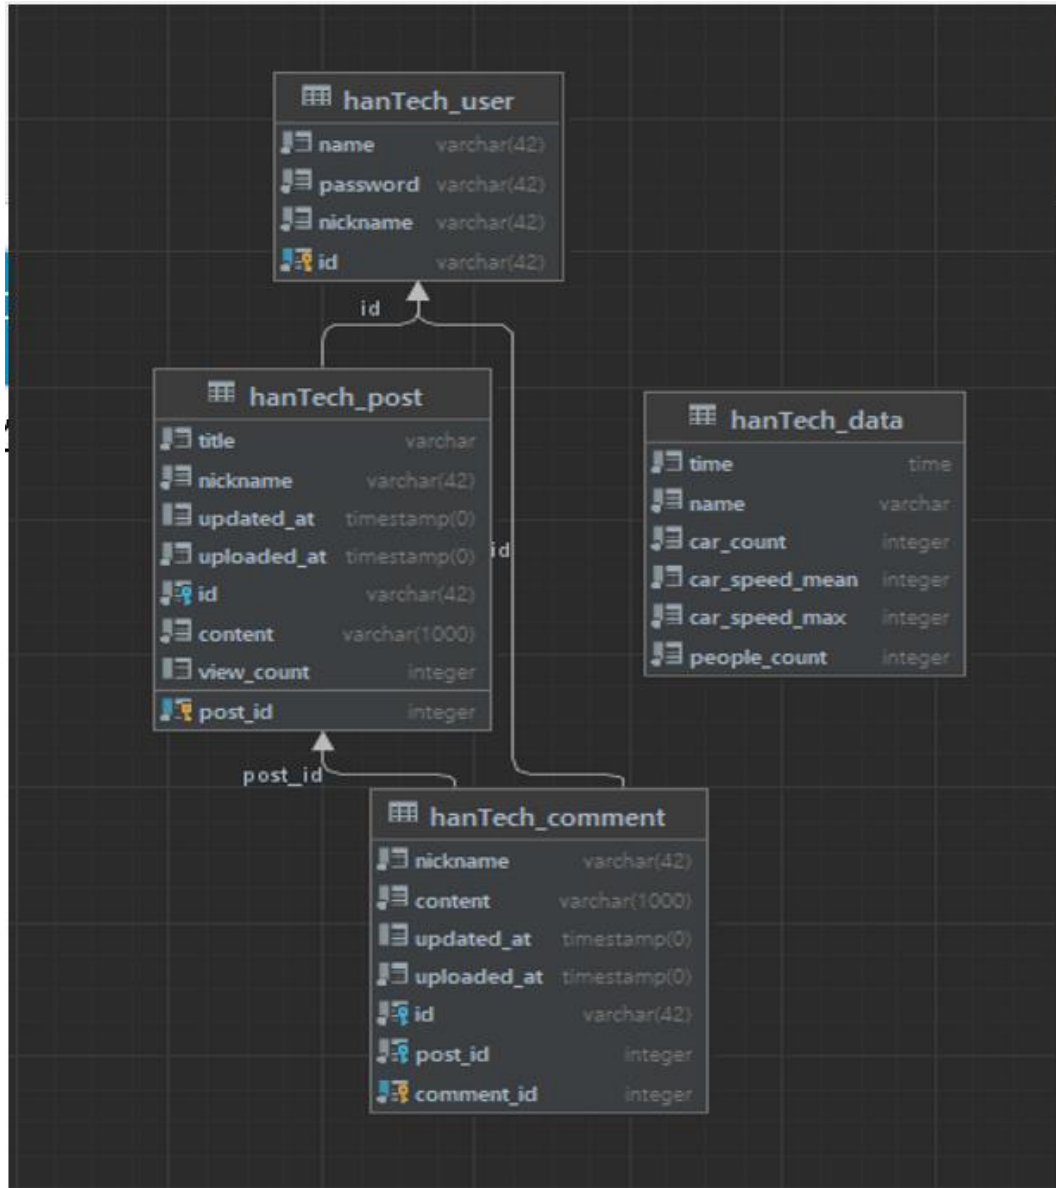 hanTech_user
name varchar(42)
password varchar(42)
nickname varchar(42)
id varchar(42)
id
hanTech_post
title varchar
nickname varchar(42)
updated_at timestamp(0)
uploaded_at timestamp(0)
id varchar(42)
content varchar(1000)
view_count integer
post_id integer
id
hanTech_data
time time
name varchar
car_count integer
car_speed_mean integer
car_speed_max integer
people_count integer
post_id
hanTech_comment
nickname varchar(42)
content varchar(1000)
updated_at timestamp(0)
uploaded_at timestamp(0)
id varchar(42)
post_id integer
comment_id integer